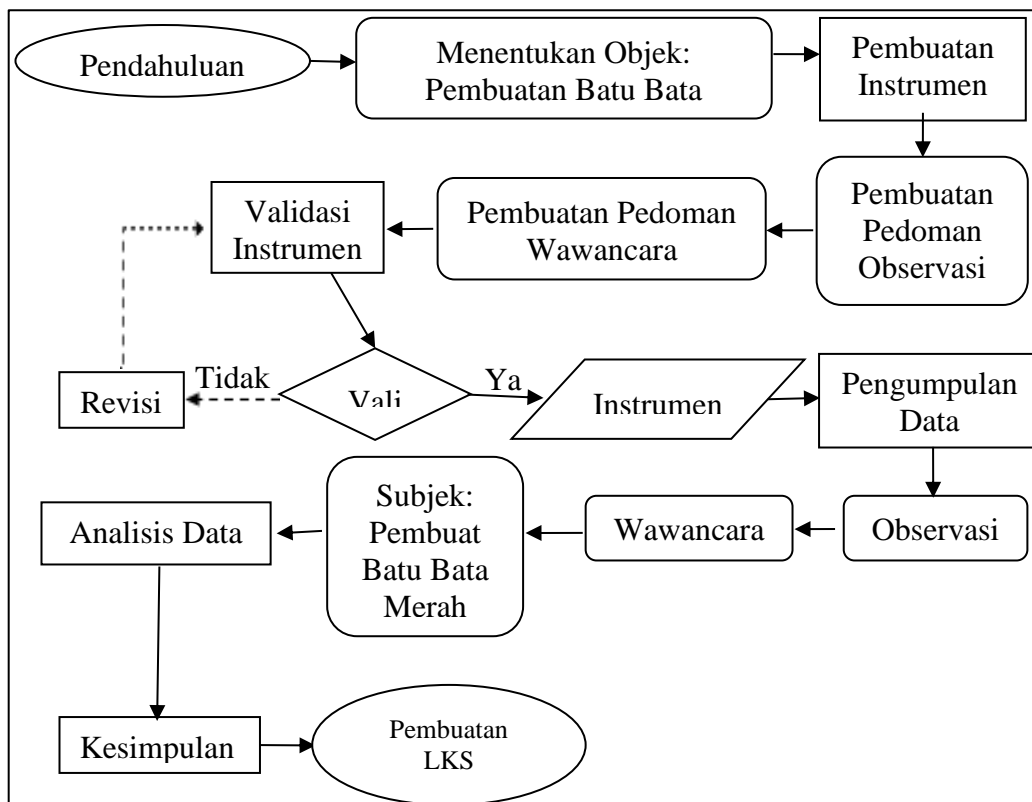 Pendahuluan
Menentukan Objek:
Pembuatan Batu Bata
Pembuatan
Instrumen
Pembuatan
Pedoman
Observasi
Pembuatan Pedoman
Wawancara
Validasi
Instrumen
Vali
Tidak
Revisi
Ya
Instrumen
Pengumpulan
Data
Observasi
Wawancara
Subjek:
Pembuat
Batu Bata
Merah
Analisis Data
Kesimpulan
Pembuatan
LKS